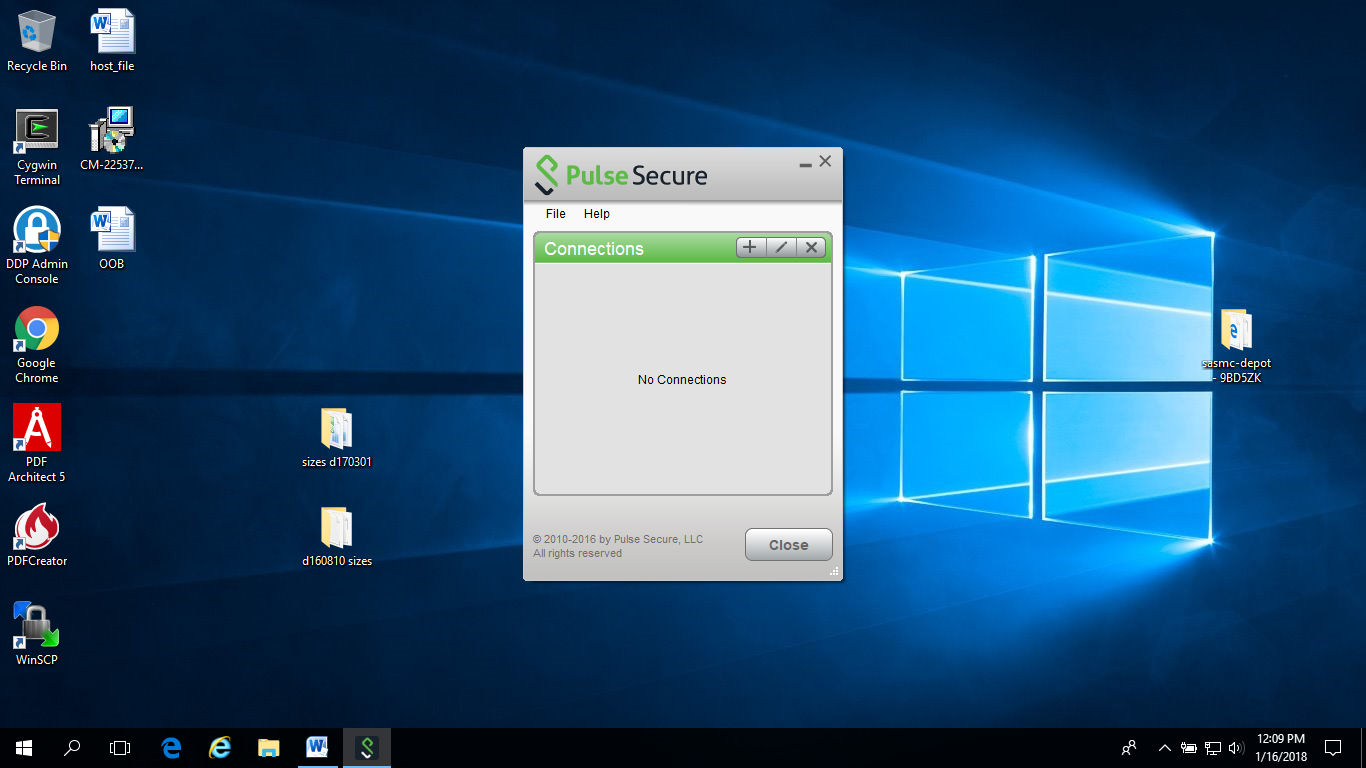 Recycle Bin
host_file
Cygwin
Terminal
CM-22537...
DDP Admin
Console
OOB
Google
Chrome
PDF
Architect 5
PDFCreator
WinSCP
sizes d170301
d160810 sizes
Pulse Secure
File Help
Connections
No Connections
© 2010-2016 by Pulse Secure, LLC
All rights reserved
Close
sasmc-depot
- 9BD5ZK
12:09 PM
1/16/2018